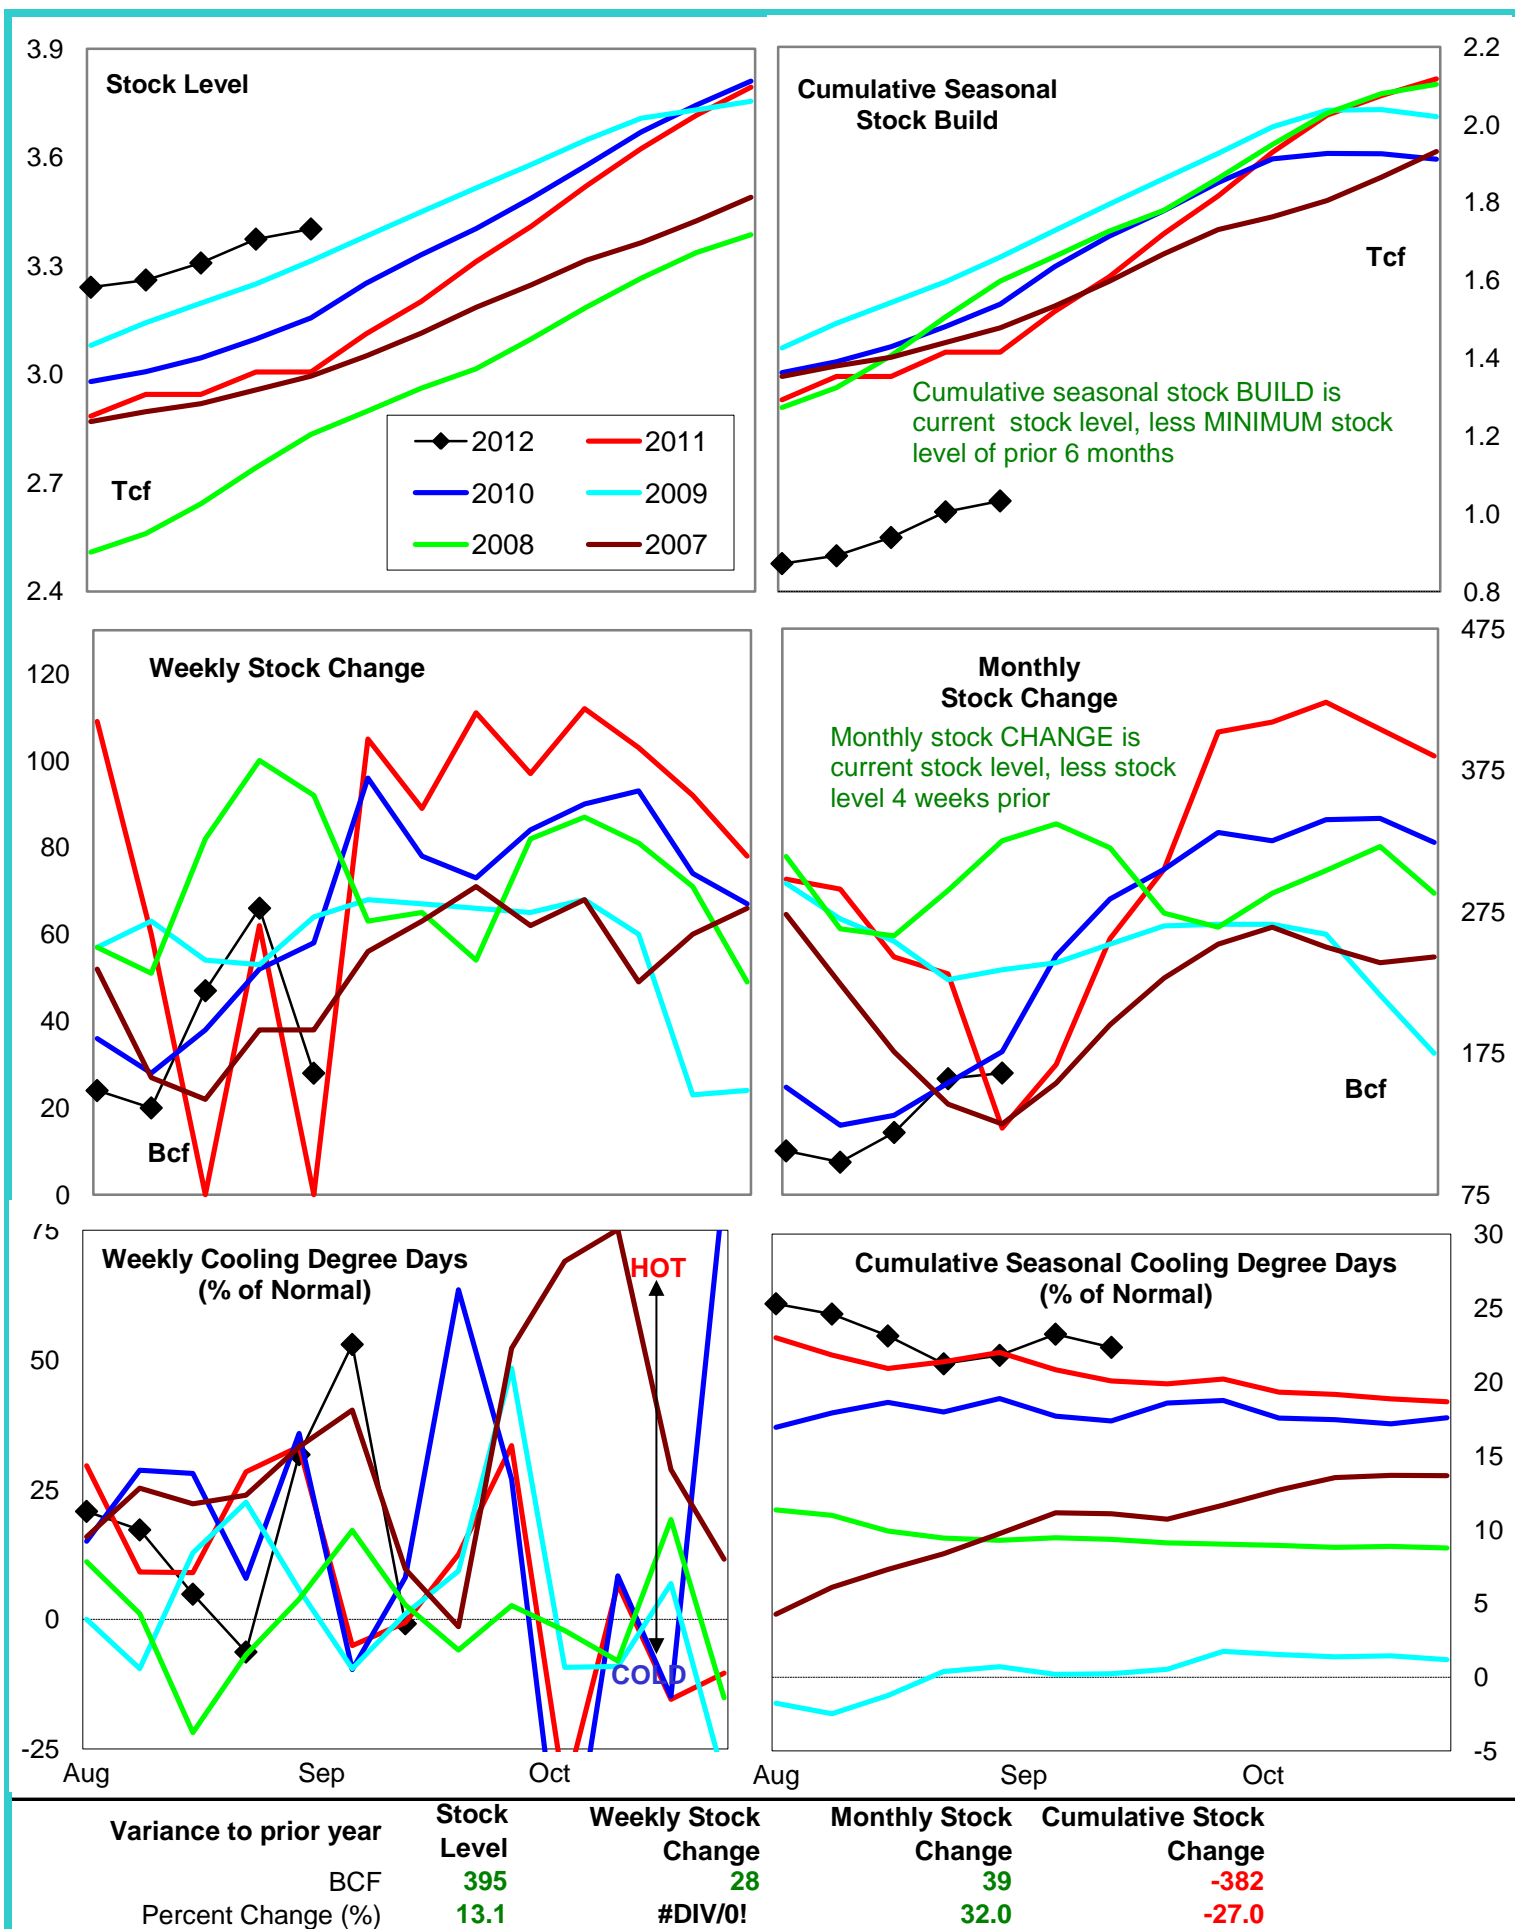 Stock Level
3.9
3.6
3.3
3.0
2.7
2.4
Tcf
2012
2011
2010
2009
2008
2007
Cumulative Seasonal
Stock Build
2.2
2.0
1.8
1.6
1.4
1.2
1.0
0.8
Tcf
Cumulative seasonal stock BUILD is
current stock level, less MINIMUM stock
level of prior 6 months
Weekly Stock Change
120
100
80
60
40
20
0
Bcf
Monthly
Stock Change
Monthly stock CHANGE is
current stock level, less stock
level 4 weeks prior
475
375
275
175
75
Bcf
Weekly Cooling Degree Days
(% of Normal)
75
50
25
0
-25
HOT
COLD
Aug Sep Oct
Cumulative Seasonal Cooling Degree Days
(% of Normal)
30
25
20
15
10
5
0
-5
Aug Sep Oct
Variance to prior year Stock Level Weekly Stock Change Monthly Stock Change Cumulative Stock Change
BCF 395 28 39 -382
Percent Change (%) 13.1 #DIV/0! 32.0 -27.0